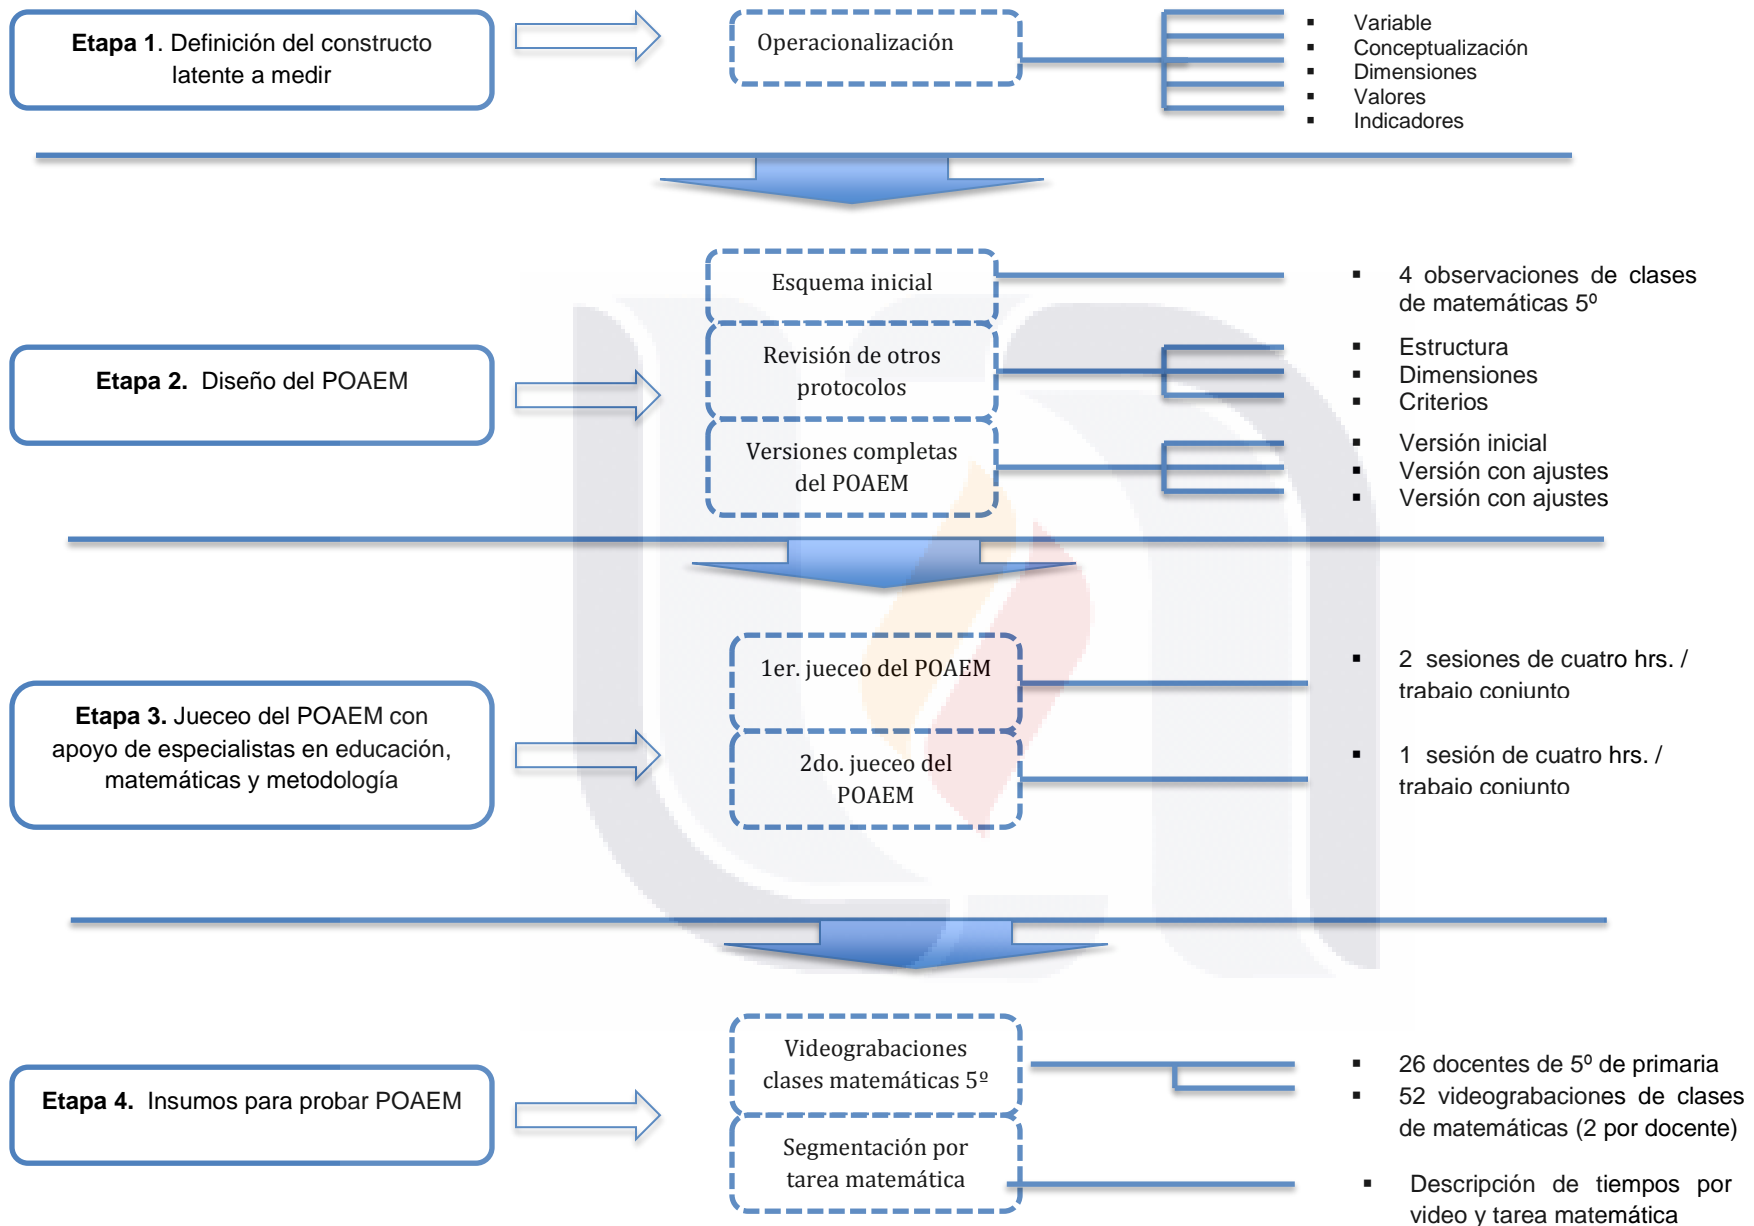 Etapa 1. Definición del constructo
latente a medir
Operacionalización
▪ Variable
▪ Conceptualización
▪ Dimensiones
▪ Valores
▪ Indicadores
Etapa 2. Diseño del POAEM
Esquema inicial
▪ 4 observaciones de clases
de matemáticas 5º
Revisión de otros
protocolos
▪ Estructura
▪ Dimensiones
▪ Criterios
Versiones completas
del POAEM
▪ Versión inicial
▪ Versión con ajustes
▪ Versión con ajustes
Etapa 3. Jueceo del POAEM con
apoyo de especialistas en educación,
matemáticas y metodología
1er. jueceo del POAEM
▪ 2 sesiones de cuatro hrs. /
trabajo conjunto
2do. jueceo del
POAEM
▪ 1 sesión de cuatro hrs. /
trabajo conjunto
Etapa 4. Insumos para probar POAEM
Videograbaciones
clases matemáticas 5º
▪ 26 docentes de 5º de primaria
▪ 52 videograbaciones de clases
de matemáticas (2 por docente)
Segmentación por
tarea matemática
▪ Descripción de tiempos por
video y tarea matemática